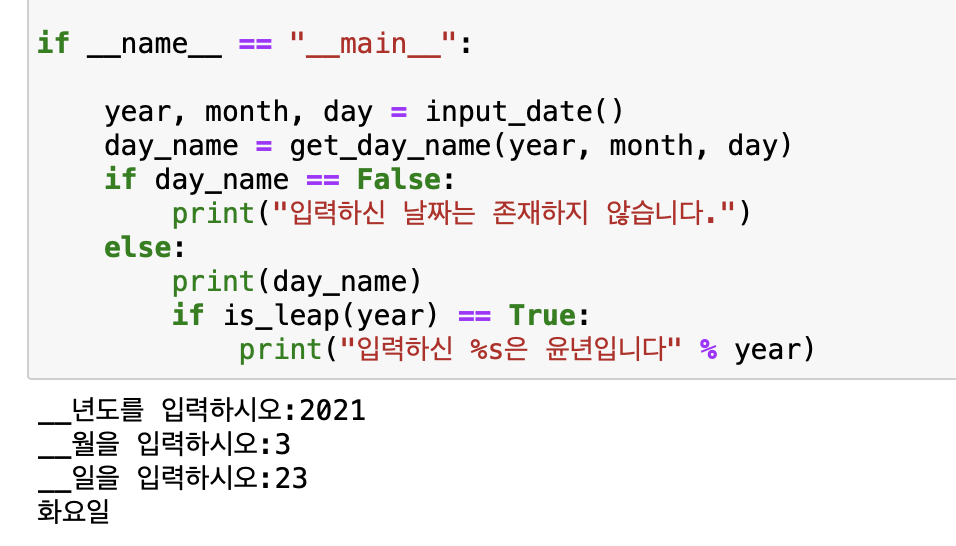 if __name__ == "__main__":
    year, month, day = input_date()
    day_name = get_day_name(year, month, day)
    if day_name == False:
        print("입력하신 날짜는 존재하지 않습니다.")
    else:
        print(day_name)
        if is_leap(year) == True:
            print("입력하신 %s은 윤년입니다" % year)
__년도를 입력하시오:2021
__월을 입력하시오:3
__일을 입력하시오:23
화요일